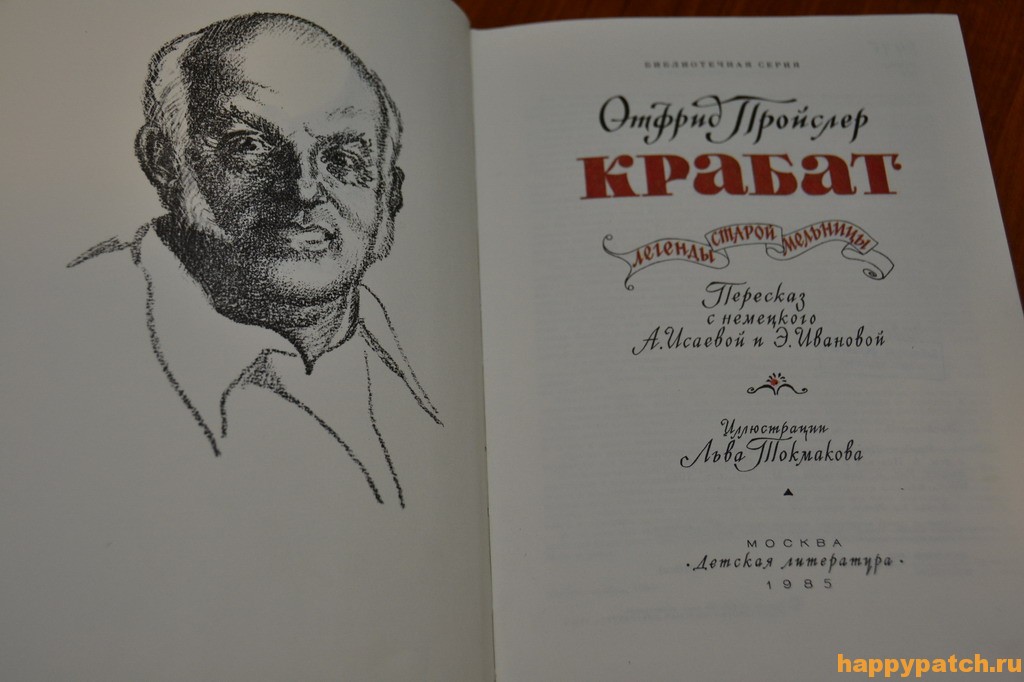 БИБЛИОТЕЧНАЯ СЕРИЯ
Отфрид Пройслер
КРАБАТ
ЛЕГЕНДЫ СТАРОЙ МЕЛЬНИЦЫ
Пересказ
с немецкого
А. Исаевой и Э. Ивановой
Иллюстрации
Льва Токмакова
МОСКВА
·Детская литература·
1985
happypatch.ru